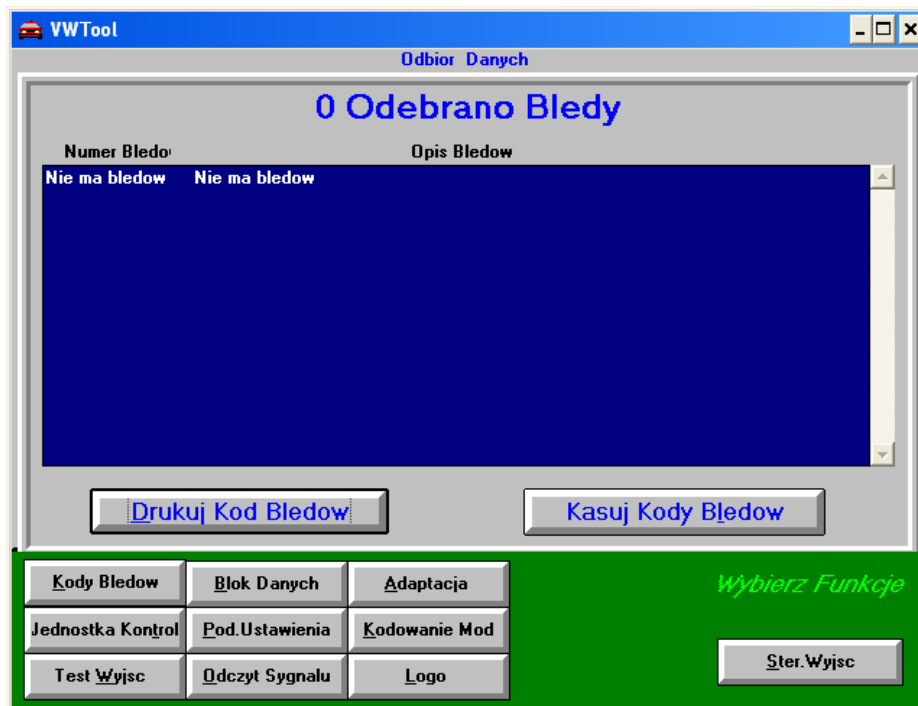 VWTool
Odbior Danych
0 Odebrano Bledy
Numer Bledo Opis Bledow
Nie ma bledow Nie ma bledow
Drukuj Kod Bledow Kasuj Kody Bledow
Kody Bledow Blok Danych Adaptacja
Wybierz Funkcje
Jednostka Kontrol Pod.Ustawienia Kodowanie Mod
Ster.Wyjsc
Test Wyjsc Odczyt Sygnalu Logo